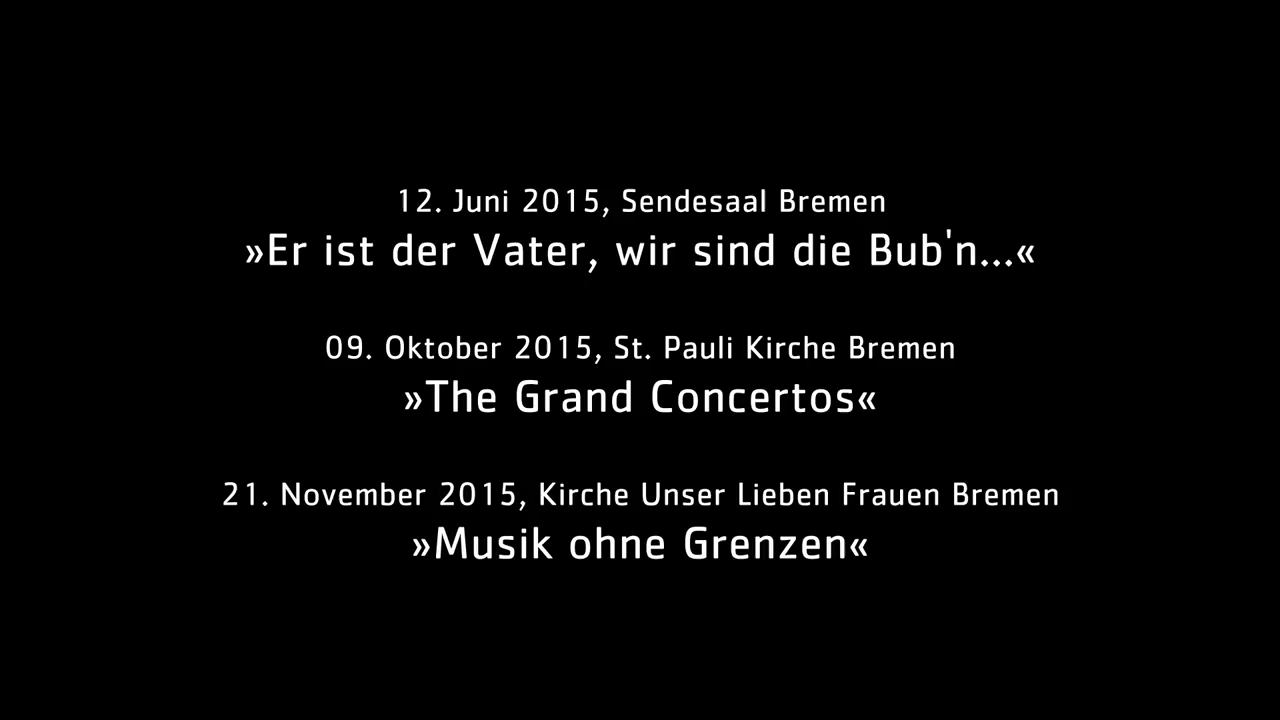 12. Juni 2015, Sendesaal Bremen
»Er ist der Vater, wir sind die Bub'n...«
09. Oktober 2015, St. Pauli Kirche Bremen
»The Grand Concertos«
21. November 2015, Kirche Unser Lieben Frauen Bremen
»Musik ohne Grenzen«